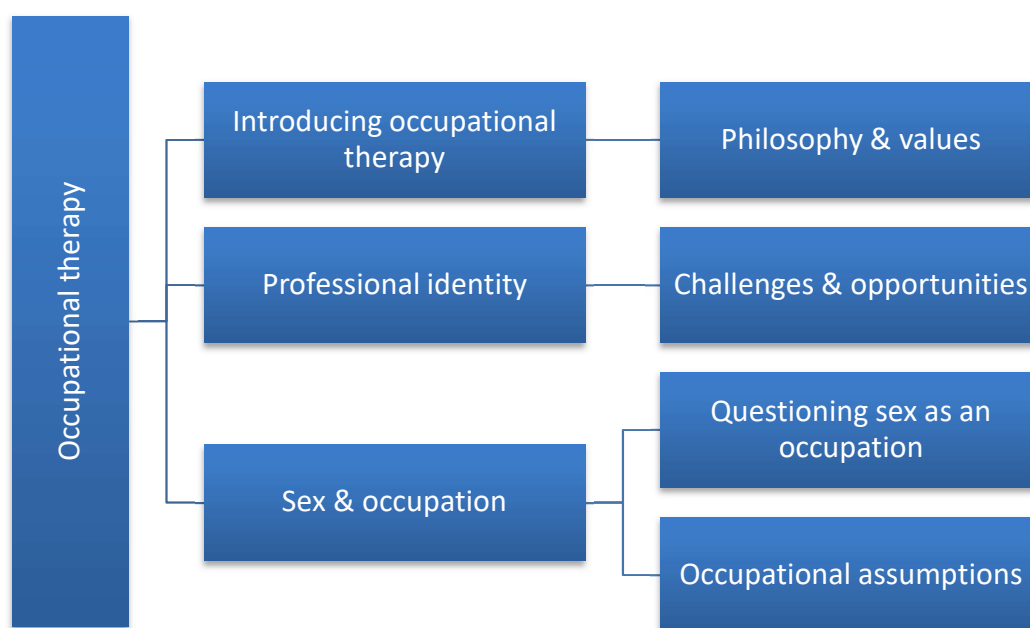 Occupational therapy
Introducing occupational
therapy
Philosophy & values
Professional identity
Challenges & opportunities
Sex & occupation
Questioning sex as an
occupation
Occupational assumptions